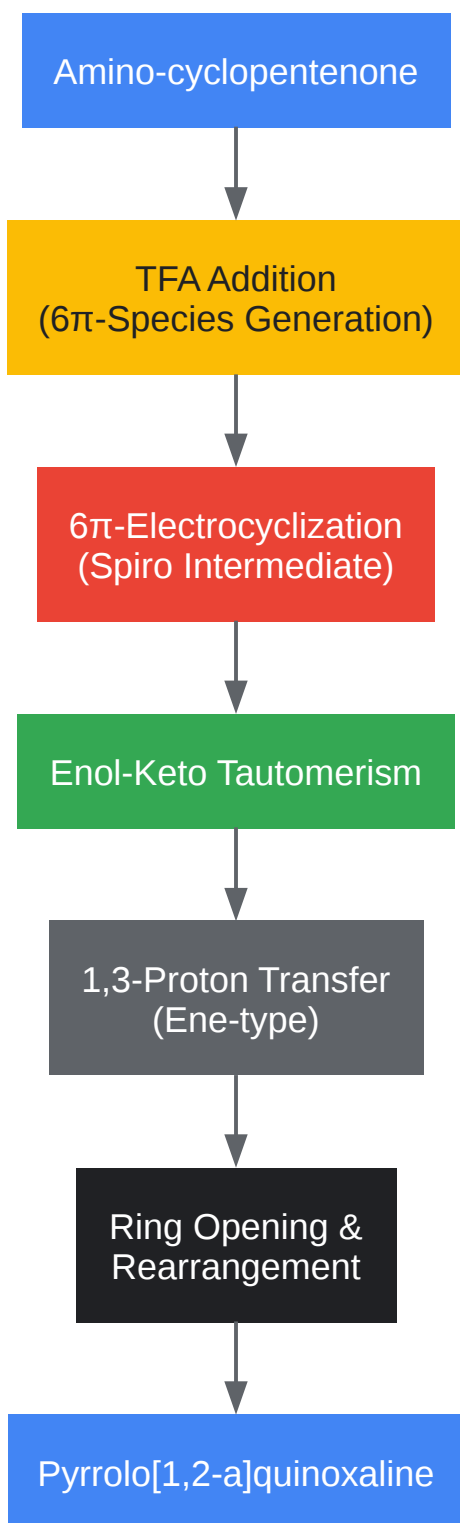 Amino-cyclopentenone
TFA Addition
(6π-Species Generation)
6π-Electrocyclization
(Spiro Intermediate)
Enol-Keto Tautomerism
1,3-Proton Transfer
(Ene-type)
Ring Opening &
Rearrangement
Pyrrolo[1,2-a]quinoxaline